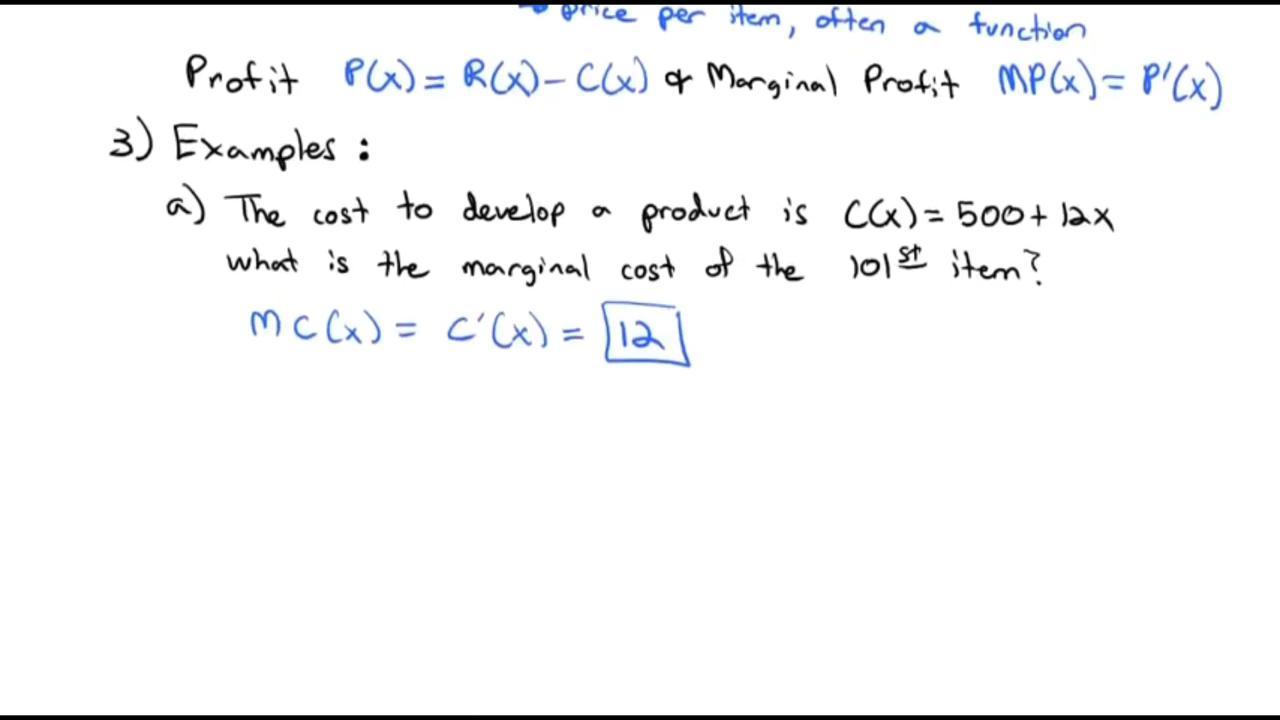 → price per item, often a function
Profit P(x) = R(x) - C(x) & Marginal Profit MP(x) = P'(x)
3) Examples:
a) The cost to develop a product is C(x) = 500 + 12x
what is the marginal cost of the 101st item?
MC(x) = C'(x) = 12